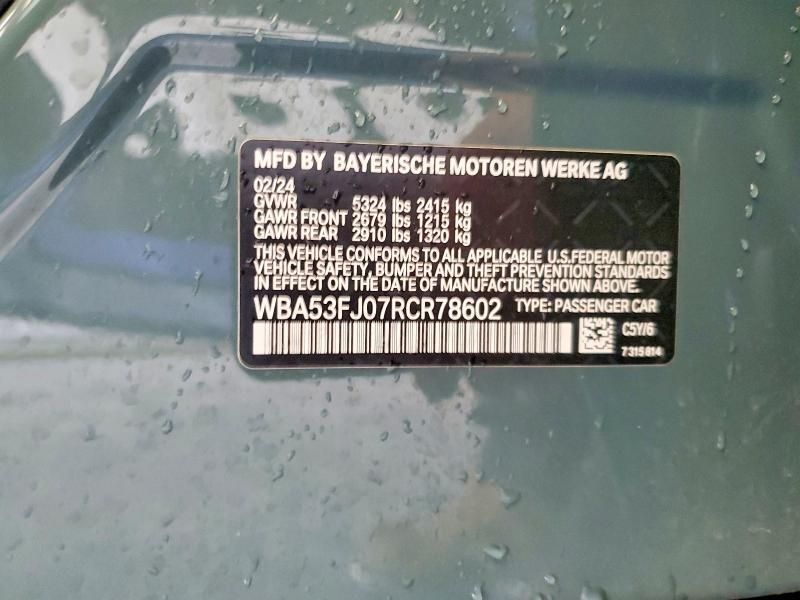 MFD BY BAYERISCHE MOTOREN WERKE AG
02/24
GVWR 5324 lbs 2415 kg
GAWR FRONT 2679 lbs 1215 kg
GAWR REAR 2910 lbs 1320 kg
THIS VEHICLE CONFORMS TO ALL APPLICABLE U.S.FEDERAL MOTOR
VEHICLE SAFETY, BUMPER AND THEFT PREVENTION STANDARDS
IN EFFECT ON THE DATE OF MANUFACTURE SHOWN ABOVE.
WBA53FJ07RCR78602 TYPE: PASSENGER CAR
C5Y/6
7315814